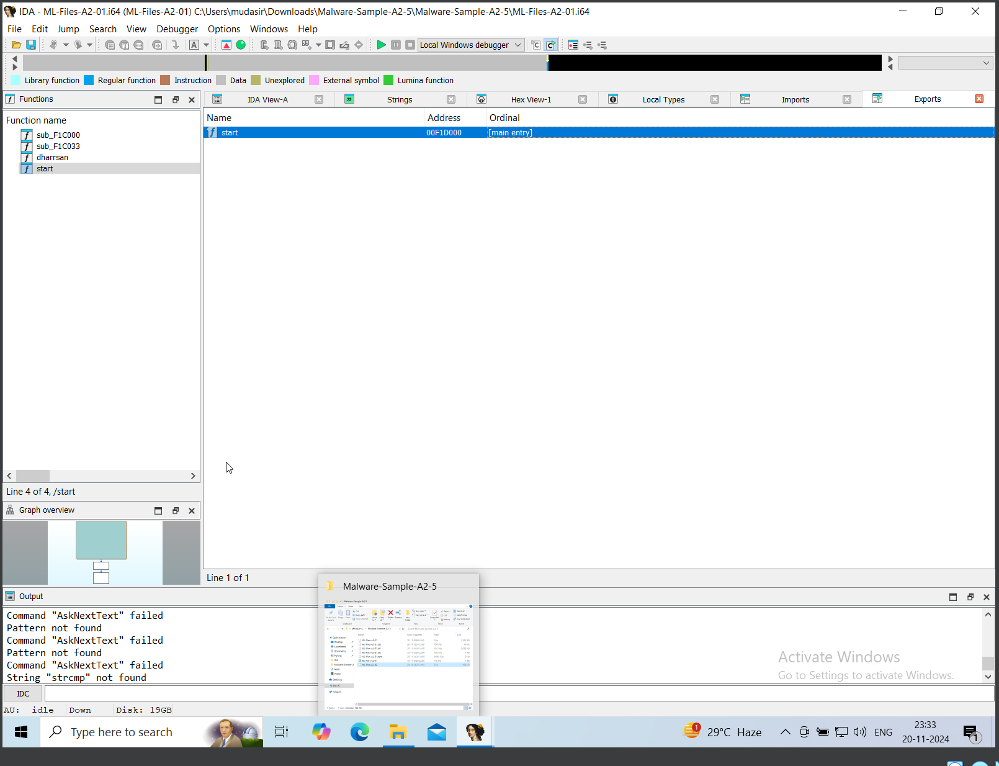 IDA - ML-Files-A2-01.i64 (ML-Files-A2-01) C:\Users\mudasir\Downloads\Malware-Sample-A2-5\Malware-Sample-A2-5\ML-Files-A2-01.i64
File Edit Jump Search View Debugger Options Windows Help
A Local Windows debugger
Library function Regular function Instruction Data Unexplored External symbol Lumina function
Functions
IDA View-A Strings Hex View-1 Local Types Imports Exports
Function name
Name Address Ordinal
start 00F1D000 [main entry]
sub_F1C000
sub_F1C033
dharrsan
start
Line 4 of 4, /start
Graph overview
Line 1 of 1
Output
Command "AskNextText" failed
Pattern not found
Command "AskNextText" failed
Pattern not found
Command "AskNextText" failed
String "strcmp" not found
IDC
AU: idle Down Disk: 19GB
Malware-Sample-A2-5
Activate Windows
Go to Settings to activate Windows.
Type here to search
1
29°C Haze
ENG
23:33
20-11-2024
1